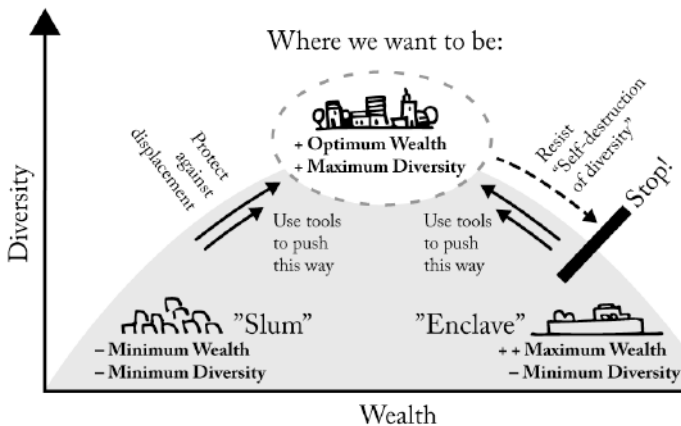 Where we want to be:
+ Optimum Wealth
+ Maximum Diversity
Protect
against
displacement
Resist
“Self-destruction
of diversity”
Stop!
Use tools
to push
this way
Use tools
to push
this way
”Slum”
– Minimum Wealth
– Minimum Diversity
”Enclave”
+ + Maximum Wealth
– Minimum Diversity
Diversity
Wealth